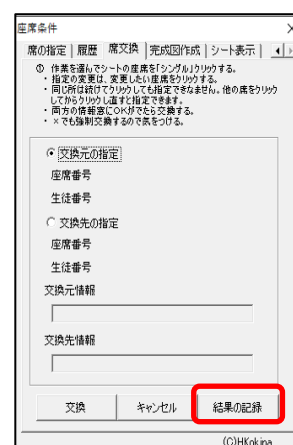 座席条件
席の指定 履歴 席交換 完成図作成 シート表示
① 作業を選んでシートの座席を「シングル」クリックする。
・指定の変更は、変更したい座席をクリックする。
・同じ所は続けてクリックしても指定できません。他の席をクリック
してからクリックし直すと指定できます。
・両方の情報窓にOKがでたら交換する。
・×でも強制交換するので気をつける。
交換元の指定
座席番号
生徒番号
交換先の指定
座席番号
生徒番号
交換元情報
交換先情報
交換 キャンセル 結果の記録
(C)HKokina